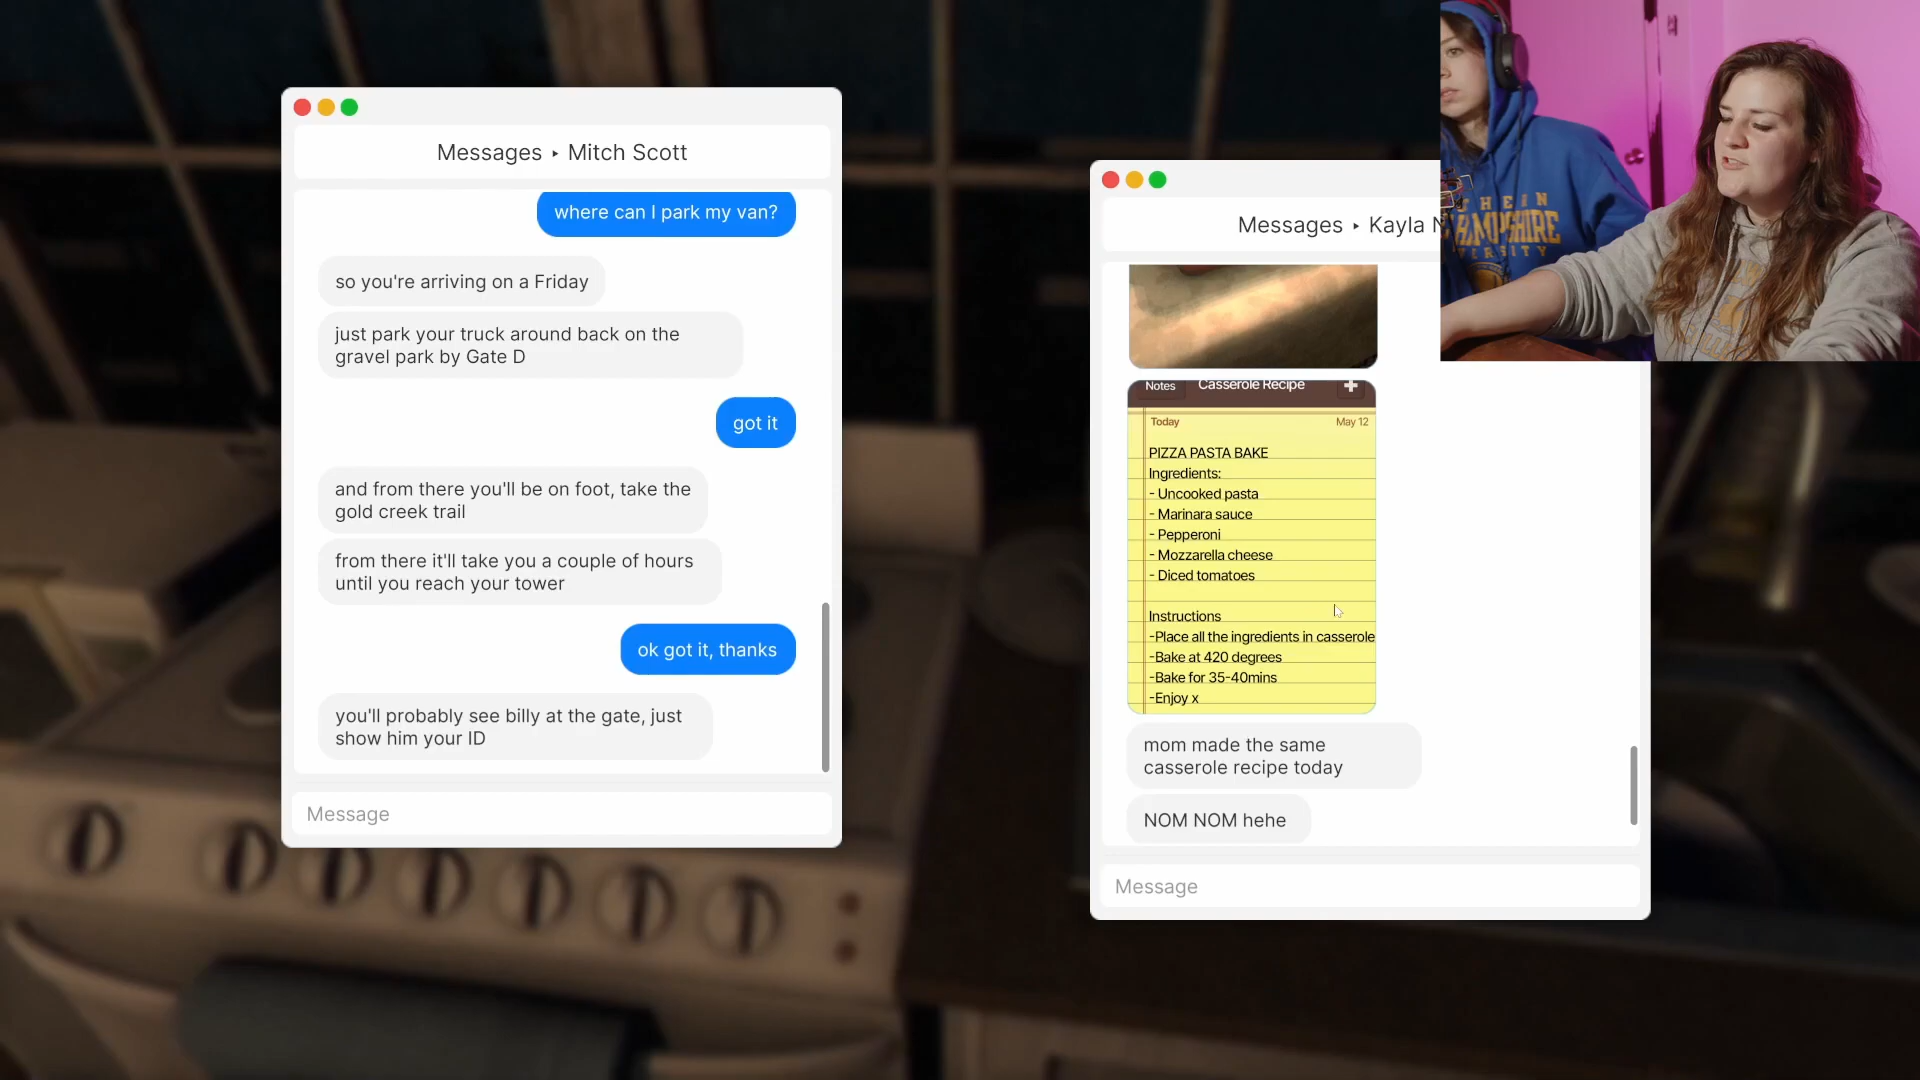 Messages ▸ Mitch Scott
where can I park my van?
so you're arriving on a Friday
just park your truck around back on the
gravel park by Gate D
got it
and from there you'll be on foot, take the
gold creek trail
from there it'll take you a couple of hours
until you reach your tower
ok got it, thanks
you'll probably see billy at the gate, just
show him your ID
Message
Messages ▸ Kayla
Notes
Casserole Recipe
Today
May 12
PIZZA PASTA BAKE
Ingredients:
- Uncooked pasta
- Marinara sauce
- Pepperoni
- Mozzarella cheese
- Diced tomatoes
Instructions
-Place all the ingredients in casserole
-Bake at 420 degrees
-Bake for 35-40mins
-Enjoy x
mom made the same
casserole recipe today
NOM NOM hehe
Message